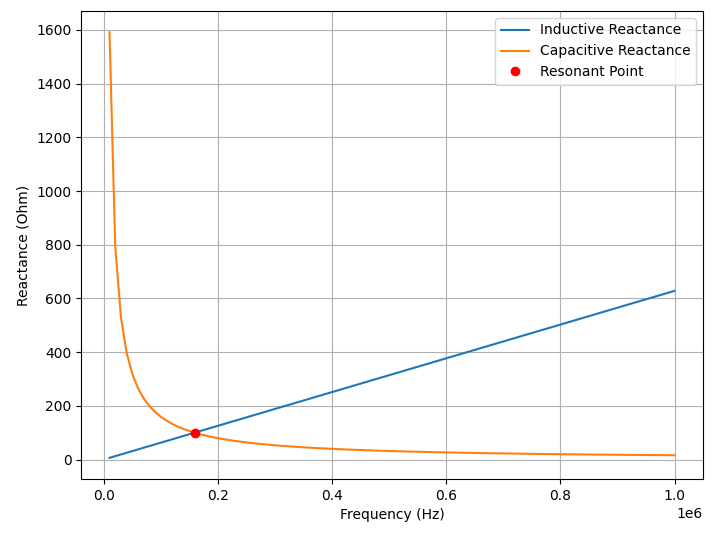 1600
1400
1200
1000
800
600
400
200
0
Reactance (Ohm)
Inductive Reactance
Capacitive Reactance
Resonant Point
0.0 0.2 0.4 0.6 0.8 1.0
1e6
Frequency (Hz)